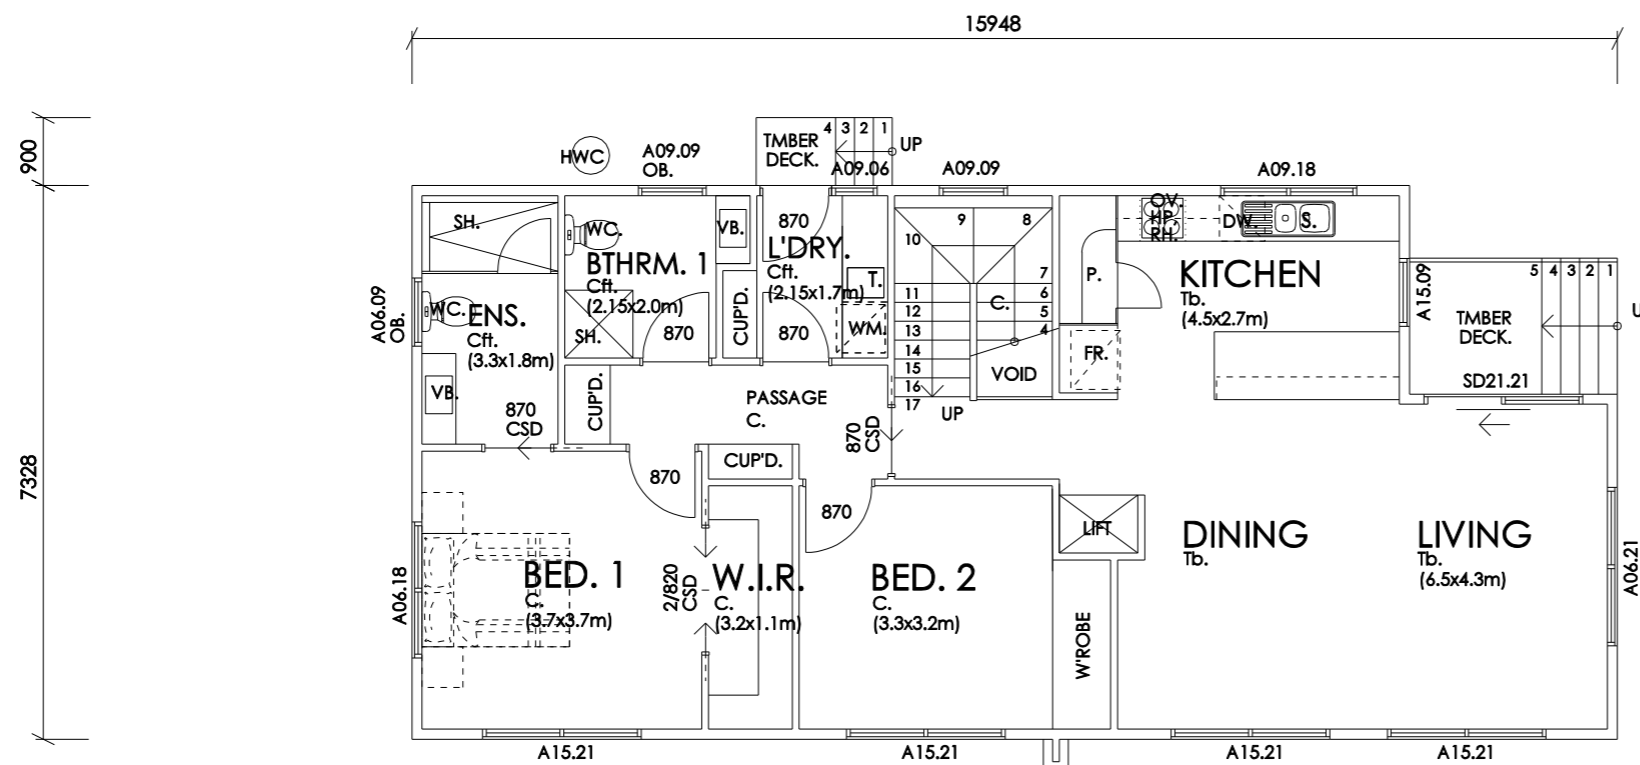 15948
900
7328
HWC
A09.09
OB.
TMBER
DECK.
4 3 2 1
UP
A09.06
A09.09
A09.18
SH.
WC.
BTHRM. 1
Cft.
(2.15x2.0m)
VB.
870
L'DRY.
Cft.
(2.15x1.7m)
T.
WM.
CUP'D.
SH.
870
870
9
8
10
7
11
6
12
C.
5
13
4
14
15
VOID
16
17
UP
P.
FR.
OV.
HP.
RH.
DW.
S.
KITCHEN
Tb.
(4.5x2.7m)
A15.09
5 4 3 2 1
TMBER
DECK.
SD21.21
A06.09
OB.
WC.
ENS.
Cft.
(3.3x1.8m)
VB.
870
CSD
CUP'D.
PASSAGE
C.
870
CSD
CUP'D.
870
870
LIFT
DINING
Tb.
LIVING
Tb.
(6.5x4.3m)
A06.21
A06.18
BED. 1
C.
(3.7x3.7m)
2/820
CSD
W.I.R.
C.
(3.2x1.1m)
BED. 2
C.
(3.3x3.2m)
W'ROBE
A15.21
A15.21
A15.21
A15.21